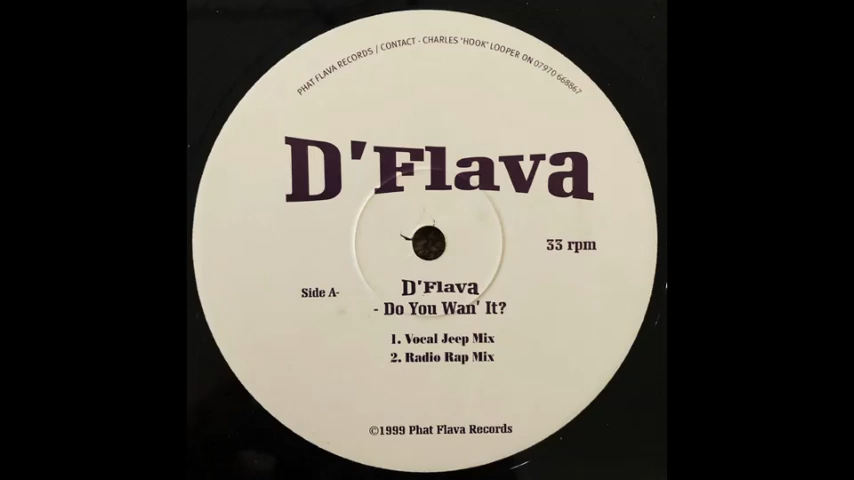 PHAT FLAVA RECORDS / CONTACT - CHARLES "HOOK" LOOPER ON 07970 668867
D'Flava
33 rpm
Side A-
D'Flava
- Do You Wan' It?
1. Vocal Jeep Mix
2. Radio Rap Mix
©1999 Phat Flava Records